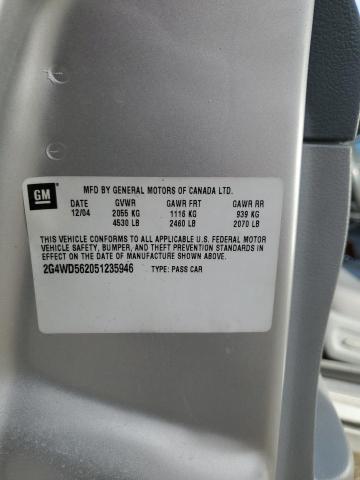 GM
MFD BY GENERAL MOTORS OF CANADA LTD.
DATE GVWR GAWR FRT GAWR RR
12/04 2055 KG 1116 KG 939 KG
4530 LB 2460 LB 2070 LB
THIS VEHICLE CONFORMS TO ALL APPLICABLE U.S. FEDERAL MOTOR
VEHICLE SAFETY, BUMPER, AND THEFT PREVENTION STANDARDS
IN EFFECT ON THE DATE OF MANUFACTURE SHOWN ABOVE.
2G4WD562051235946 TYPE: PASS CAR